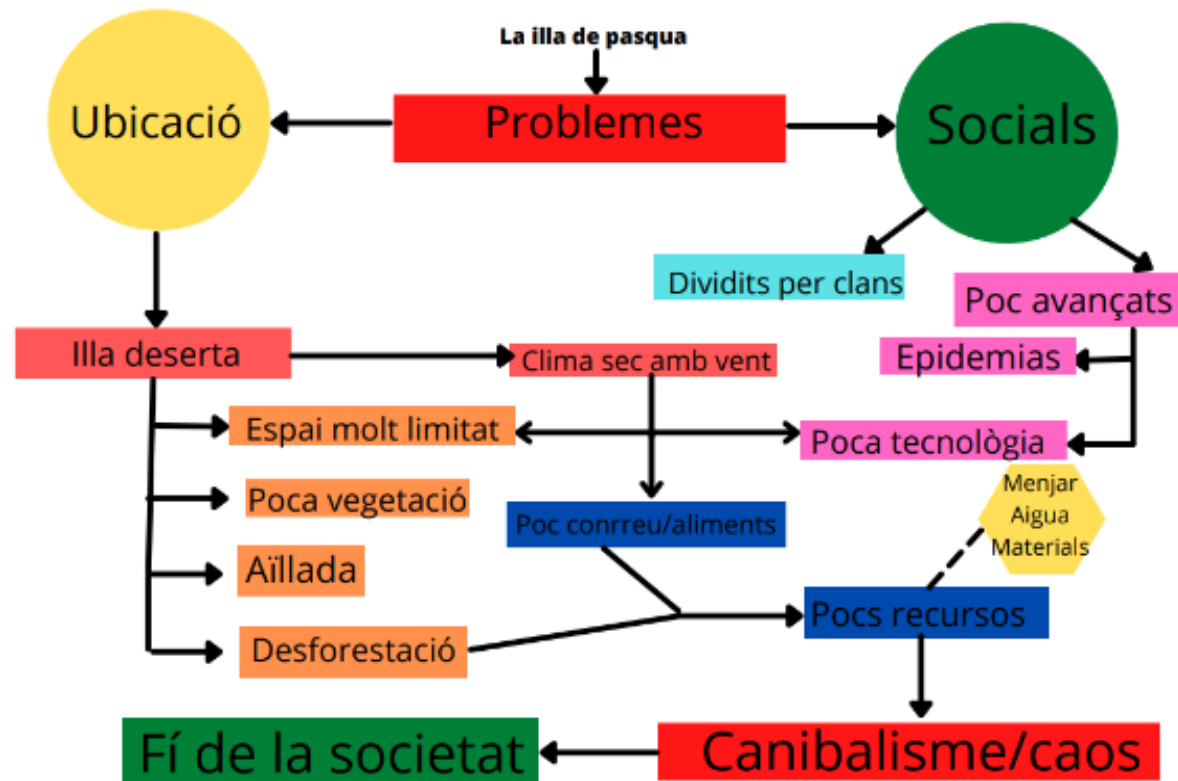 La illa de pasqua
Ubicació
Problemes
Socials
Dividits per clans
Poc avançats
Illa deserta
Clima sec amb vent
Epidemias
Espai molt limitat
Poca tecnològia
Menjar
Aigua
Materials
Poca vegetació
Poc conrreu/aliments
Aïllada
Pocs recursos
Desforestació
Fí de la societat
Canibalisme/caos